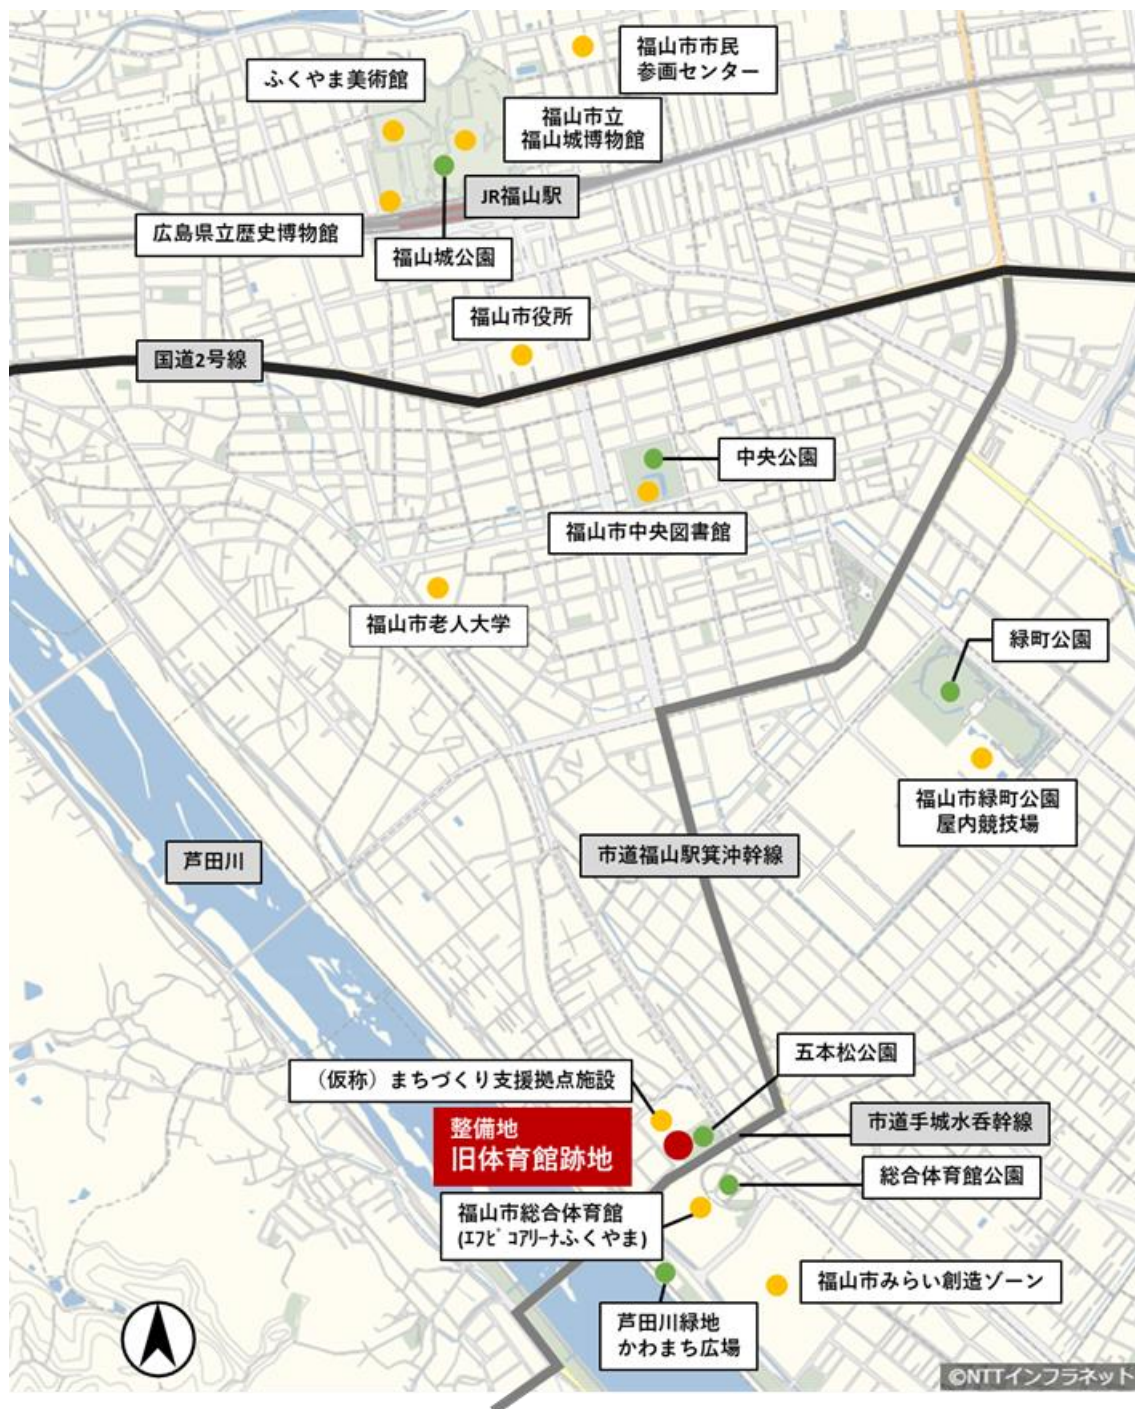 福山市市民
参画センター
ふくやま美術館
福山市立
福山城博物館
JR福山駅
広島県立歴史博物館
福山城公園
福山市役所
国道2号線
中央公園
福山市中央図書館
福山市老人大学
緑町公園
福山市緑町公園
屋内競技場
市道福山駅箕沖幹線
芦田川
五本松公園
（仮称）まちづくり支援拠点施設
整備地
旧体育館跡地
市道手城水呑幹線
総合体育館公園
福山市総合体育館
(ｴﾌﾋﾟｺｱﾘｰﾅふくやま)
福山市みらい創造ゾーン
芦田川緑地
かわまち広場
©NTTインフラネット